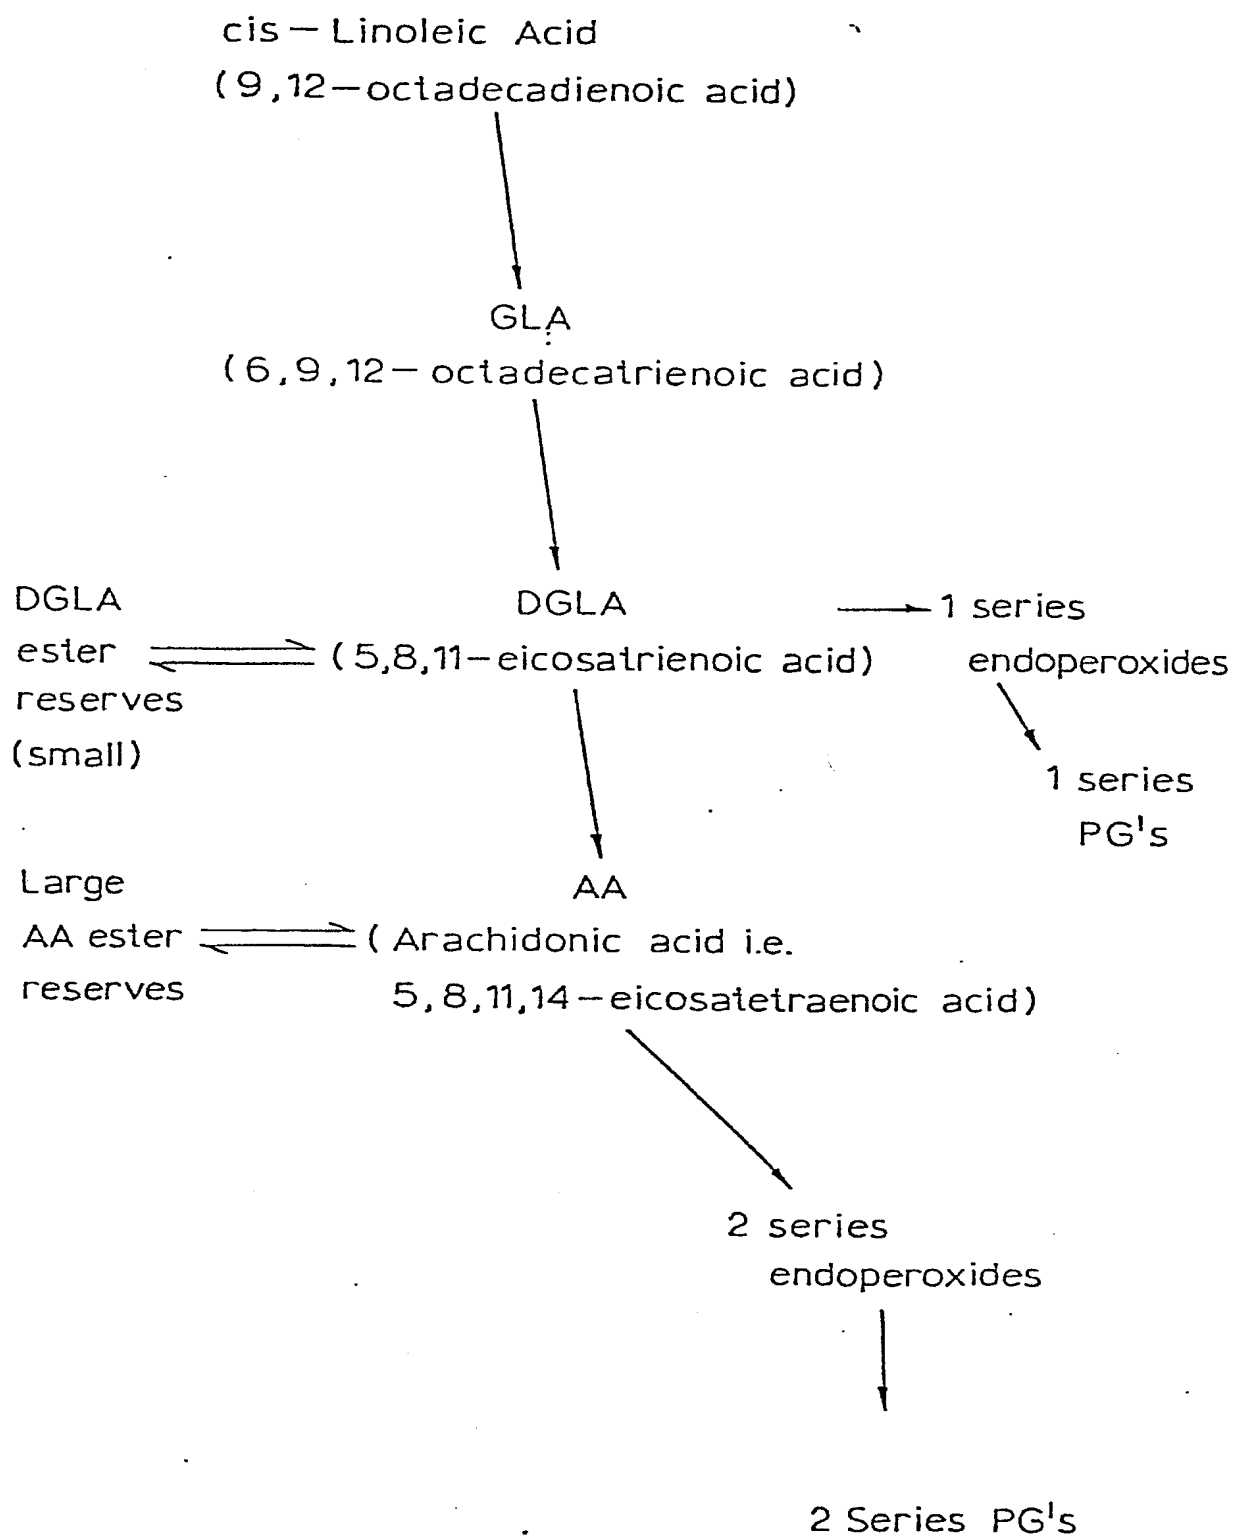 cis – Linoleic Acid
(9,12–octadecadienoic acid)
GLA
(6,9,12– octadecatrienoic acid)
DGLA
ester
reserves
(small)
DGLA
(5,8,11–eicosatrienoic acid)
1 series
endoperoxides
1 series
PG's
Large
AA ester
reserves
AA
( Arachidonic acid i.e.
5,8,11,14–eicosatetraenoic acid)
2 series
endoperoxides
2 Series PG's